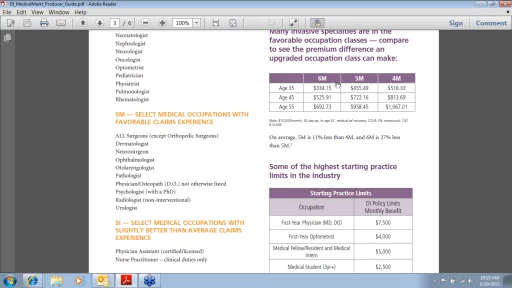 DI_MedicalMarkt_Producer_Guide.pdf - Adobe Reader
File Edit View Window Help
3 / 6
100%
Sign
Comment
Neonatologist
Nephrologist
Neurologist
Oncologist
Optometrist
Pediatrician
Physiatrist
Pulmonologist
Rheumatologist
5M — SELECT MEDICAL OCCUPATIONS WITH
FAVORABLE CLAIMS EXPERIENCE
ALL Surgeons (except Orthopedic Surgeons)
Dermatologist
Neurosurgeon
Ophthalmologist
Otolaryngologist
Pathologist
Physician/Osteopath (D.O.) not otherwise listed
Psychologist (with a PhD)
Radiologist (non-interventional)
Urologist
5I — SELECT MEDICAL OCCUPATIONS WITH
SLIGHTLY BETTER THAN AVERAGE CLAIMS
EXPERIENCE
Physician Assistant (certified/licensed)
Nurse Practitioner – clinical duties only
Many invasive specialties are in the
favorable occupation classes — compare
to see the premium difference an
upgraded occupation class can make:
6M 5M 4M
Age 35 $334.15 $455.49 $516.33
Age 45 $525.91 $722.16 $813.69
Age 55 $692.73 $958.45 $1,067.01
On average, 5M is 11% less than 4M, and 6M is 27% less
than 5M.
Some of the highest starting practice
limits in the industry
Starting Practice Limits
Occupation
DI Policy Limits
Monthly Benefit
First-Year Physician (MD, DO) $7,500
First-Year Optometrist $4,000
Medical Fellow/Resident and Medical
Intern
$5,000
Medical Student (3yr+) $2,500
10:03 AM